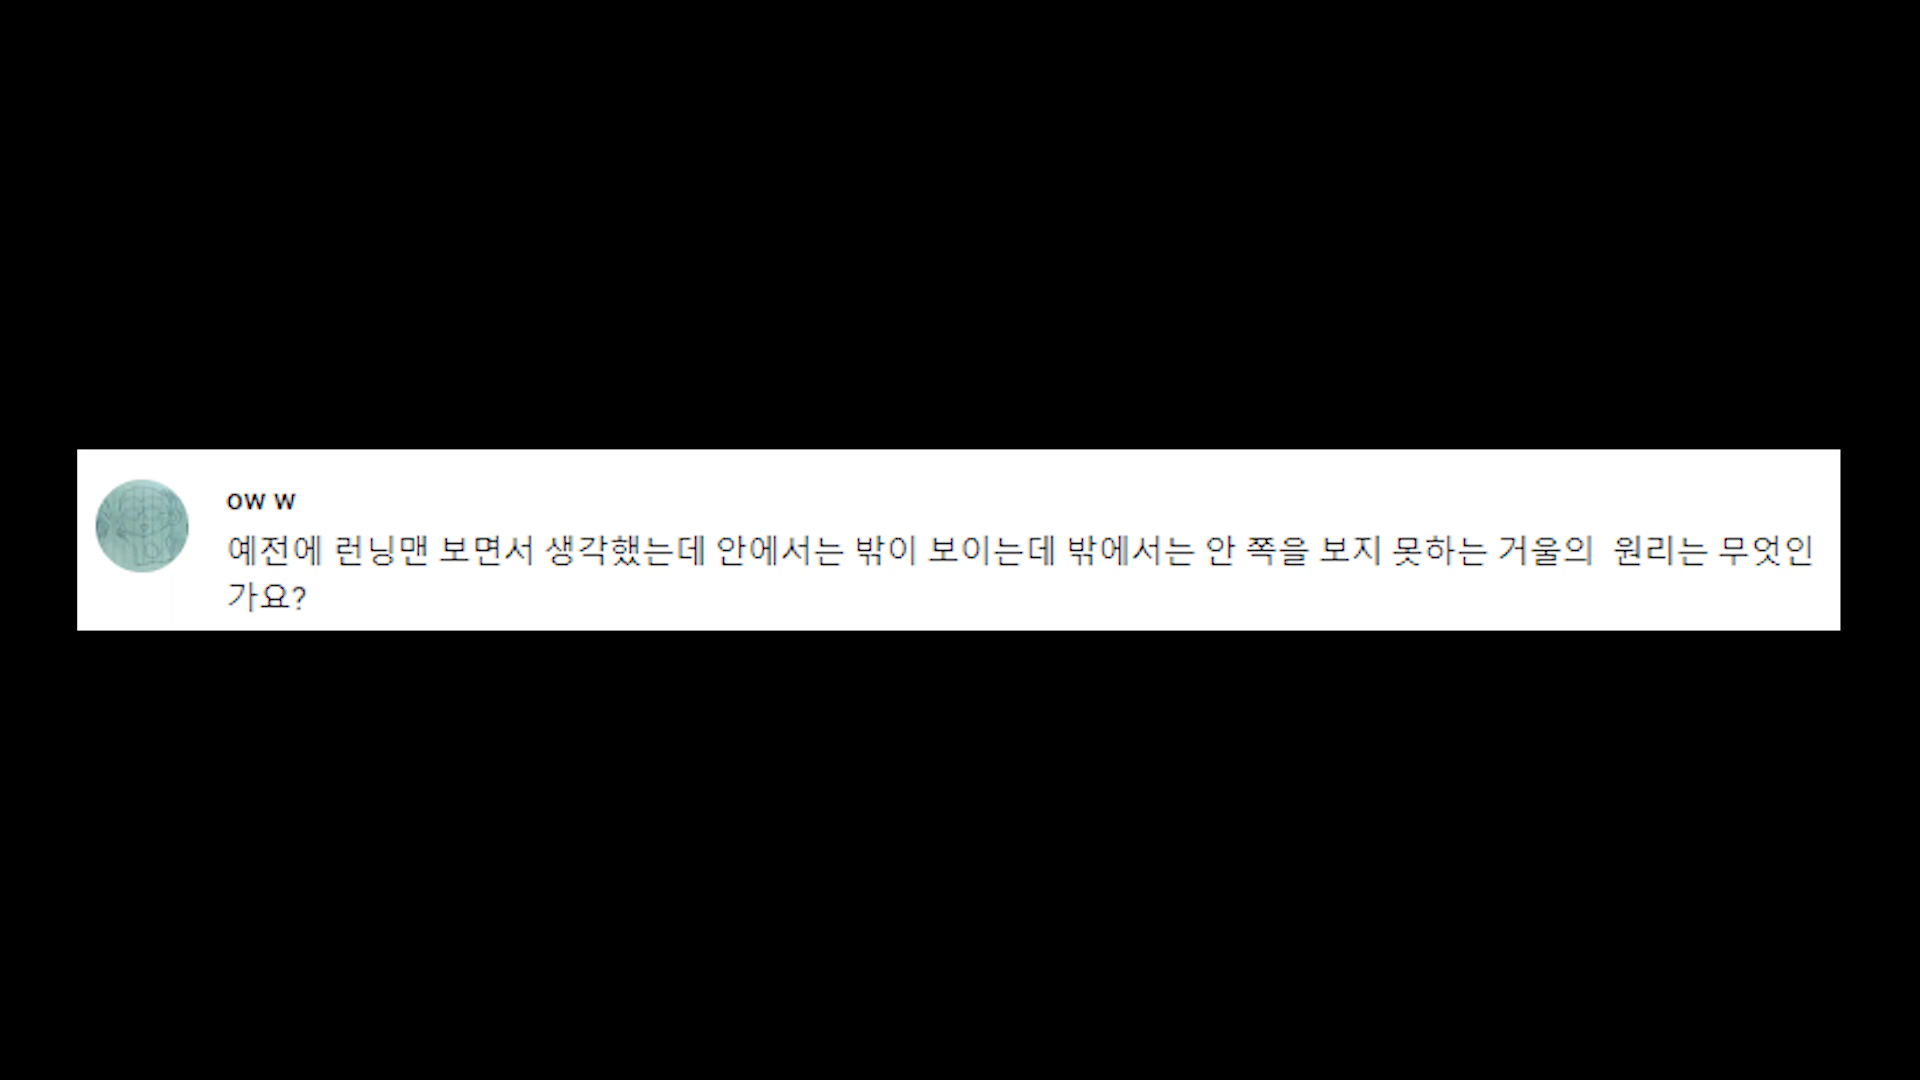 ow w
예전에 런닝맨 보면서 생각했는데 안에서는 밖이 보이는데 밖에서는 안 쪽을 보지 못하는 거울의  원리는 무엇인
가요?